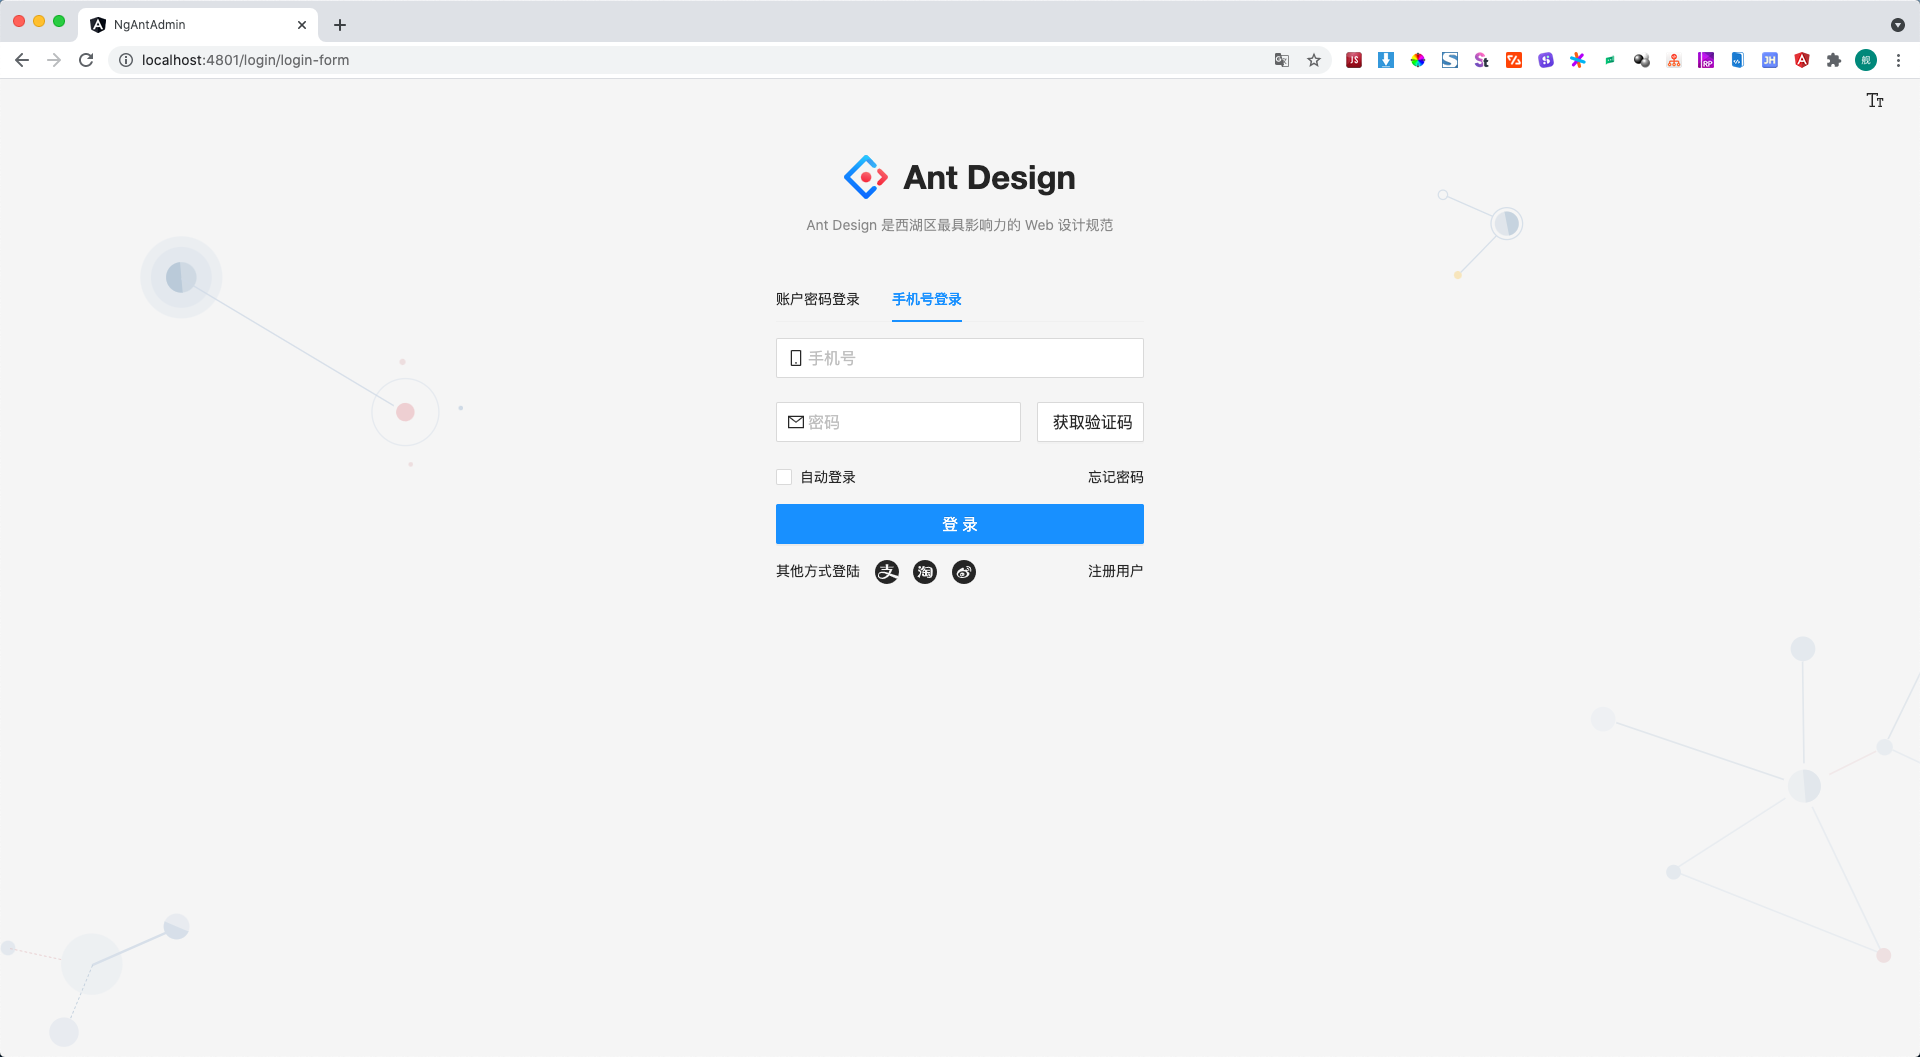 NgAntAdmin
localhost:4801/login/login-form
Ant Design
Ant Design 是西湖区最具影响力的 Web 设计规范
账户密码登录 手机号登录
手机号
密码 获取验证码
自动登录 忘记密码
登 录
其他方式登陆 支 淘 注册用户